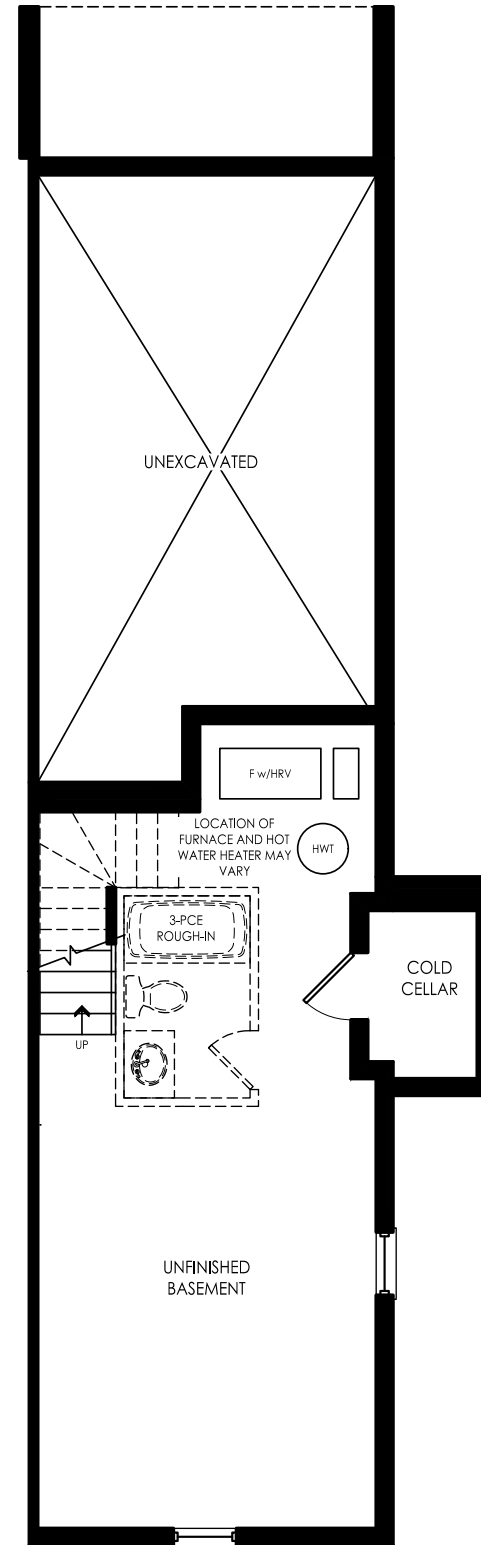 UNEXCAVATED
F w/HRV
LOCATION OF
FURNACE AND HOT
WATER HEATER MAY
VARY
HWT
3-PCE
ROUGH-IN
COLD
CELLAR
UP
UNFINISHED
BASEMENT